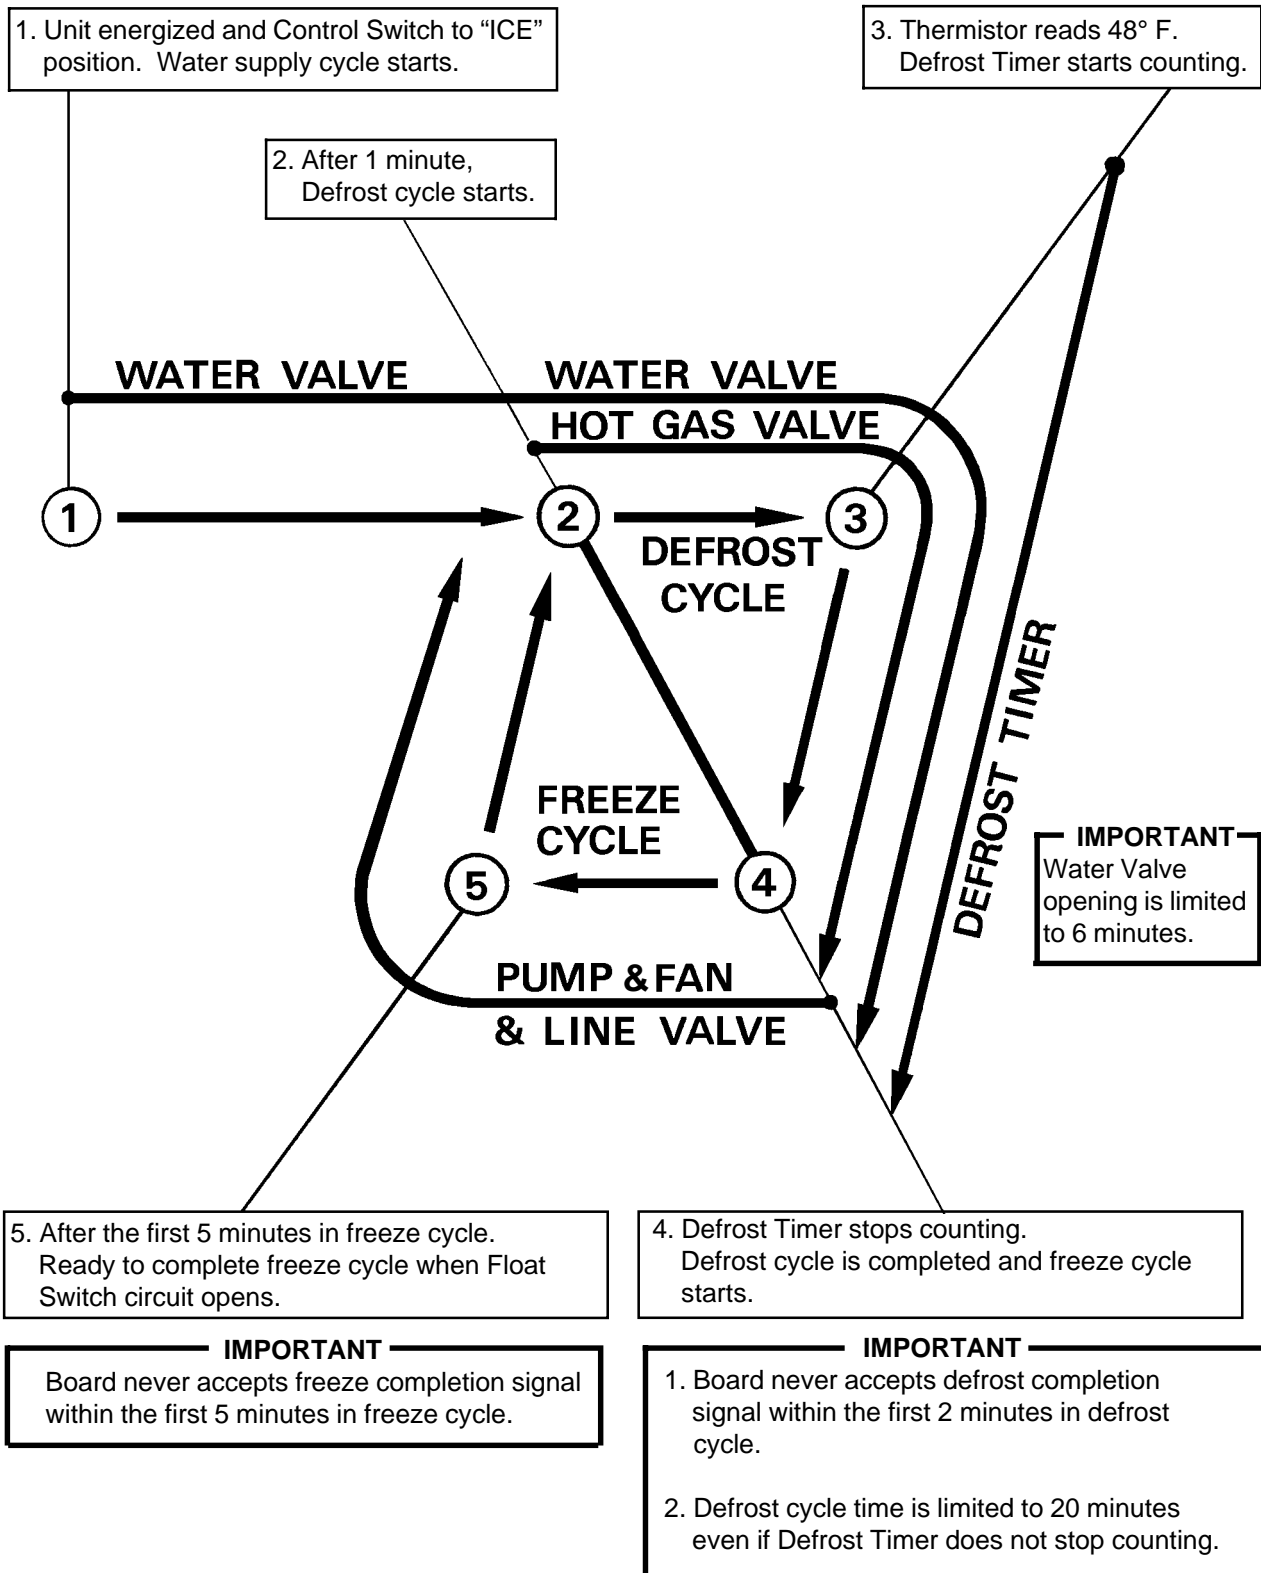 1. Unit energized and Control Switch to “ICE”
position.  Water supply cycle starts.
3. Thermistor reads 48° F.
Defrost Timer starts counting.
2. After 1 minute,
Defrost cycle starts.
WATER VALVE
WATER VALVE
HOT GAS VALVE
1
2
3
DEFROST
CYCLE
DEFROST TIMER
FREEZE
CYCLE
5
4
IMPORTANT
Water Valve
opening is limited
to 6 minutes.
PUMP & FAN
& LINE VALVE
5. After the first 5 minutes in freeze cycle.
Ready to complete freeze cycle when Float
Switch circuit opens.
4. Defrost Timer stops counting.
Defrost cycle is completed and freeze cycle
starts.
IMPORTANT
Board never accepts freeze completion signal
within the first 5 minutes in freeze cycle.
IMPORTANT
1. Board never accepts defrost completion
signal within the first 2 minutes in defrost
cycle.
2. Defrost cycle time is limited to 20 minutes
even if Defrost Timer does not stop counting.